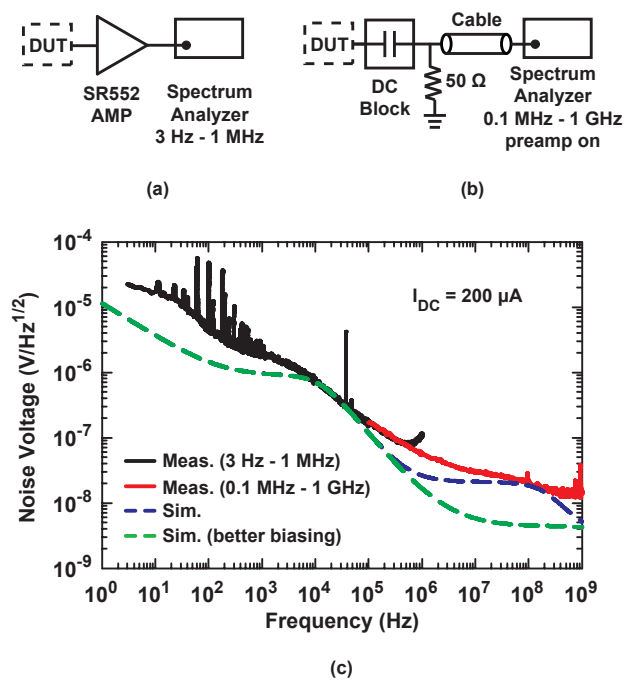 DUT
SR552
AMP
Spectrum
Analyzer
3 Hz - 1 MHz
(a)
DUT
DC
Block
50 Ω
Cable
Spectrum
Analyzer
0.1 MHz - 1 GHz
preamp on
(b)
Noise Voltage (V/Hz^1/2)
10^-4
10^-5
10^-6
10^-7
10^-8
10^-9
I_DC = 200 µA
Meas. (3 Hz - 1 MHz)
Meas. (0.1 MHz - 1 GHz)
Sim.
Sim. (better biasing)
10^0 10^1 10^2 10^3 10^4 10^5 10^6 10^7 10^8 10^9
Frequency (Hz)
(c)